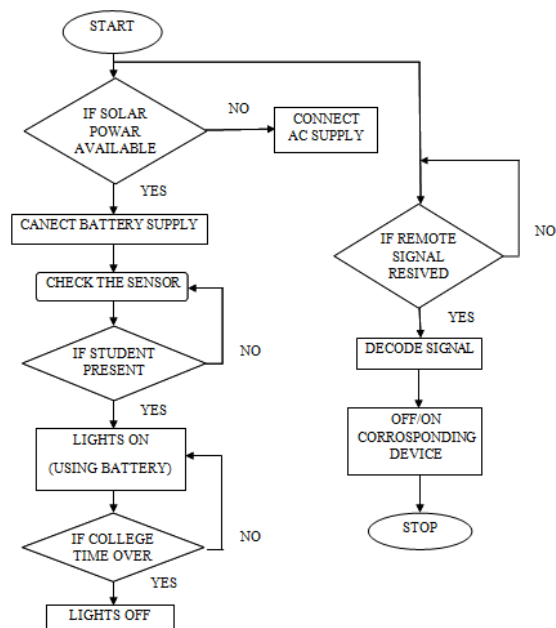 START
IF SOLAR
POWAR
AVAILABLE
NO
CONNECT
AC SUPPLY
YES
CANECT BATTERY SUPPLY
CHECK THE SENSOR
IF STUDENT
PRESENT
NO
YES
LIGHTS ON
(USING BATTERY)
IF COLLEGE
TIME OVER
NO
YES
LIGHTS OFF
IF REMOTE
SIGNAL
RESIVED
NO
YES
DECODE SIGNAL
OFF/ON
CORROSPONDING
DEVICE
STOP